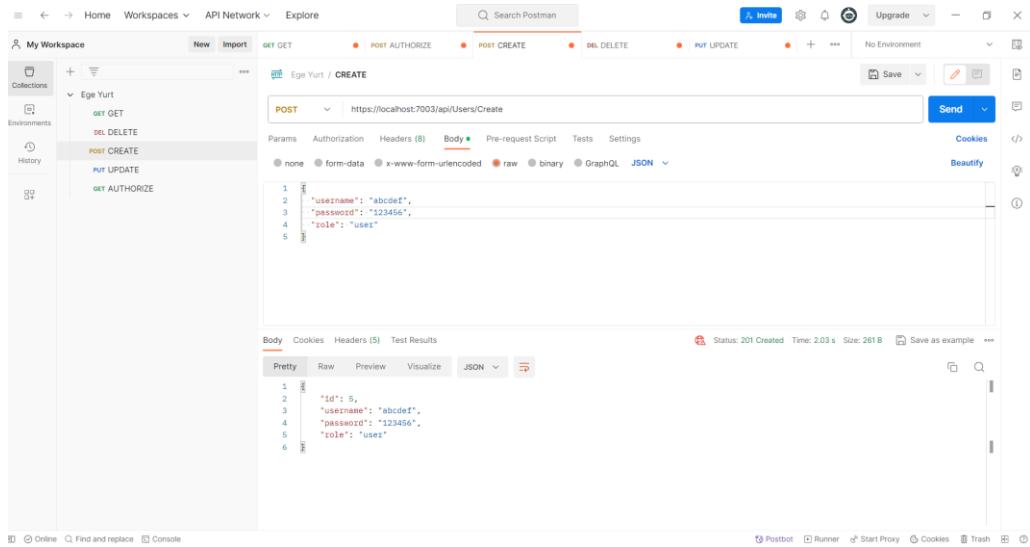 Home Workspaces API Network Explore Search Postman Invite Upgrade
My Workspace New Import GET GET POST AUTHORIZE POST CREATE DEL DELETE PUT UPDATE No Environment
Collections
Environments
History
Ege Yurt
GET GET
DEL DELETE
POST CREATE
PUT UPDATE
GET AUTHORIZE
HTTP Ege Yurt / CREATE Save
POST https://localhost:7003/api/Users/Create Send
Params Authorization Headers (8) Body Pre-request Script Tests Settings Cookies
none form-data x-www-form-urlencoded raw binary GraphQL JSON Beautify
1 {
2 "username": "abcdef",
3 "password": "123456",
4 "role": "user"
5 }
Body Cookies Headers (5) Test Results Status: 201 Created Time: 2.03 s Size: 261 B Save as example
Pretty Raw Preview Visualize JSON
1 {
2 "id": 5,
3 "username": "abcdef",
4 "password": "123456",
5 "role": "user"
6 }
Online Find and replace Console Postbot Runner Start Proxy Cookies Trash